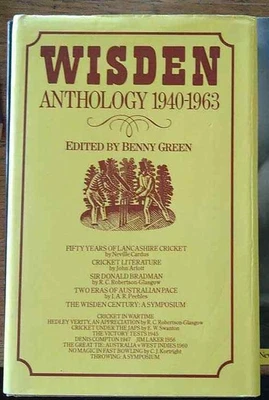 WISDEN
ANTHOLOGY 1940-1963
EDITED BY BENNY GREEN
FIFTY YEARS OF LANCASHIRE CRICKET
by Neville Cardus
CRICKET LITERATURE
by John Arlott
SIR DONALD BRADMAN
by R. C. Robertson-Glasgow
TWO ERAS OF AUSTRALIAN PACE
by I. A. R. Peebles
THE WISDEN CENTURY: A SYMPOSIUM
CRICKET IN WARTIME
HEDLEY VERITY, AN APPRECIATION by R. C. Robertson-Glasgow
CRICKET UNDER THE JAPS by E. W. Swanton
THE VICTORY TESTS 1945
DENIS COMPTON 1947 JIM LAKER 1956
THE GREAT TIE: AUSTRALIA v WEST INDIES 1960
NO MAGIC IN FAST BOWLING by C. J. Kortright
THROWING: A SYMPOSIUM